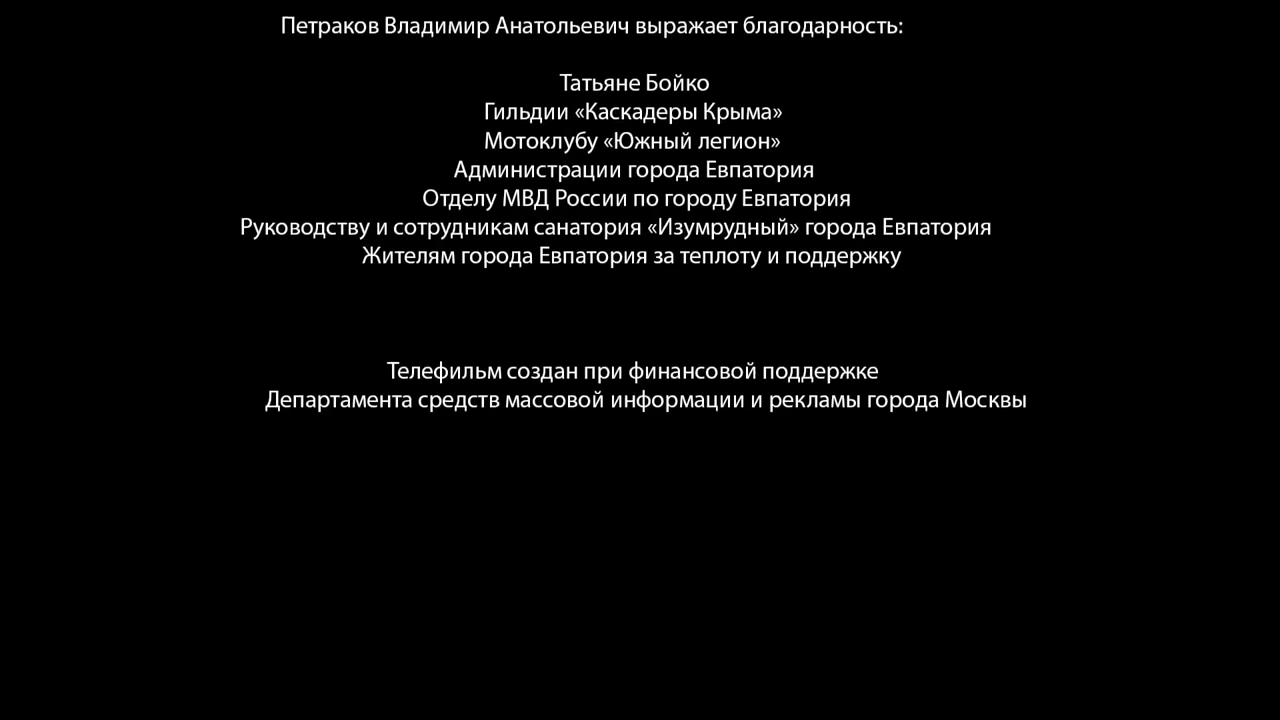 Петраков Владимир Анатольевич выражает благодарность:
Татьяне Бойко
Гильдии «Каскадеры Крыма»
Мотоклубу «Южный легион»
Администрации города Евпатория
Отделу МВД России по городу Евпатория
Руководству и сотрудникам санатория «Изумрудный» города Евпатория
Жителям города Евпатория за теплоту и поддержку
Телефильм создан при финансовой поддержке
Департамента средств массовой информации и рекламы города Москвы